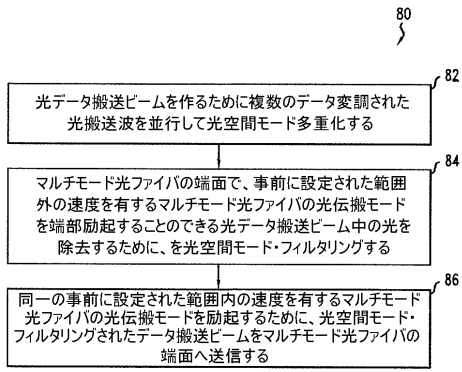 80
82
光データ搬送ビームを作るために複数のデータ変調された
光搬送波を並行して光空間モード多重化する
84
マルチモード光ファイバの端面で、事前に設定された範囲
外の速度を有するマルチモード光ファイバの光伝搬モード
を端部励起することのできる光データ搬送ビーム中の光を
除去するために、を光空間モード・フィルタリングする
86
同一の事前に設定された範囲内の速度を有するマルチモード
光ファイバの光伝搬モードを励起するために、光空間モード・
フィルタリングされたデータ搬送ビームをマルチモード光ファイバの
端面へ送信する